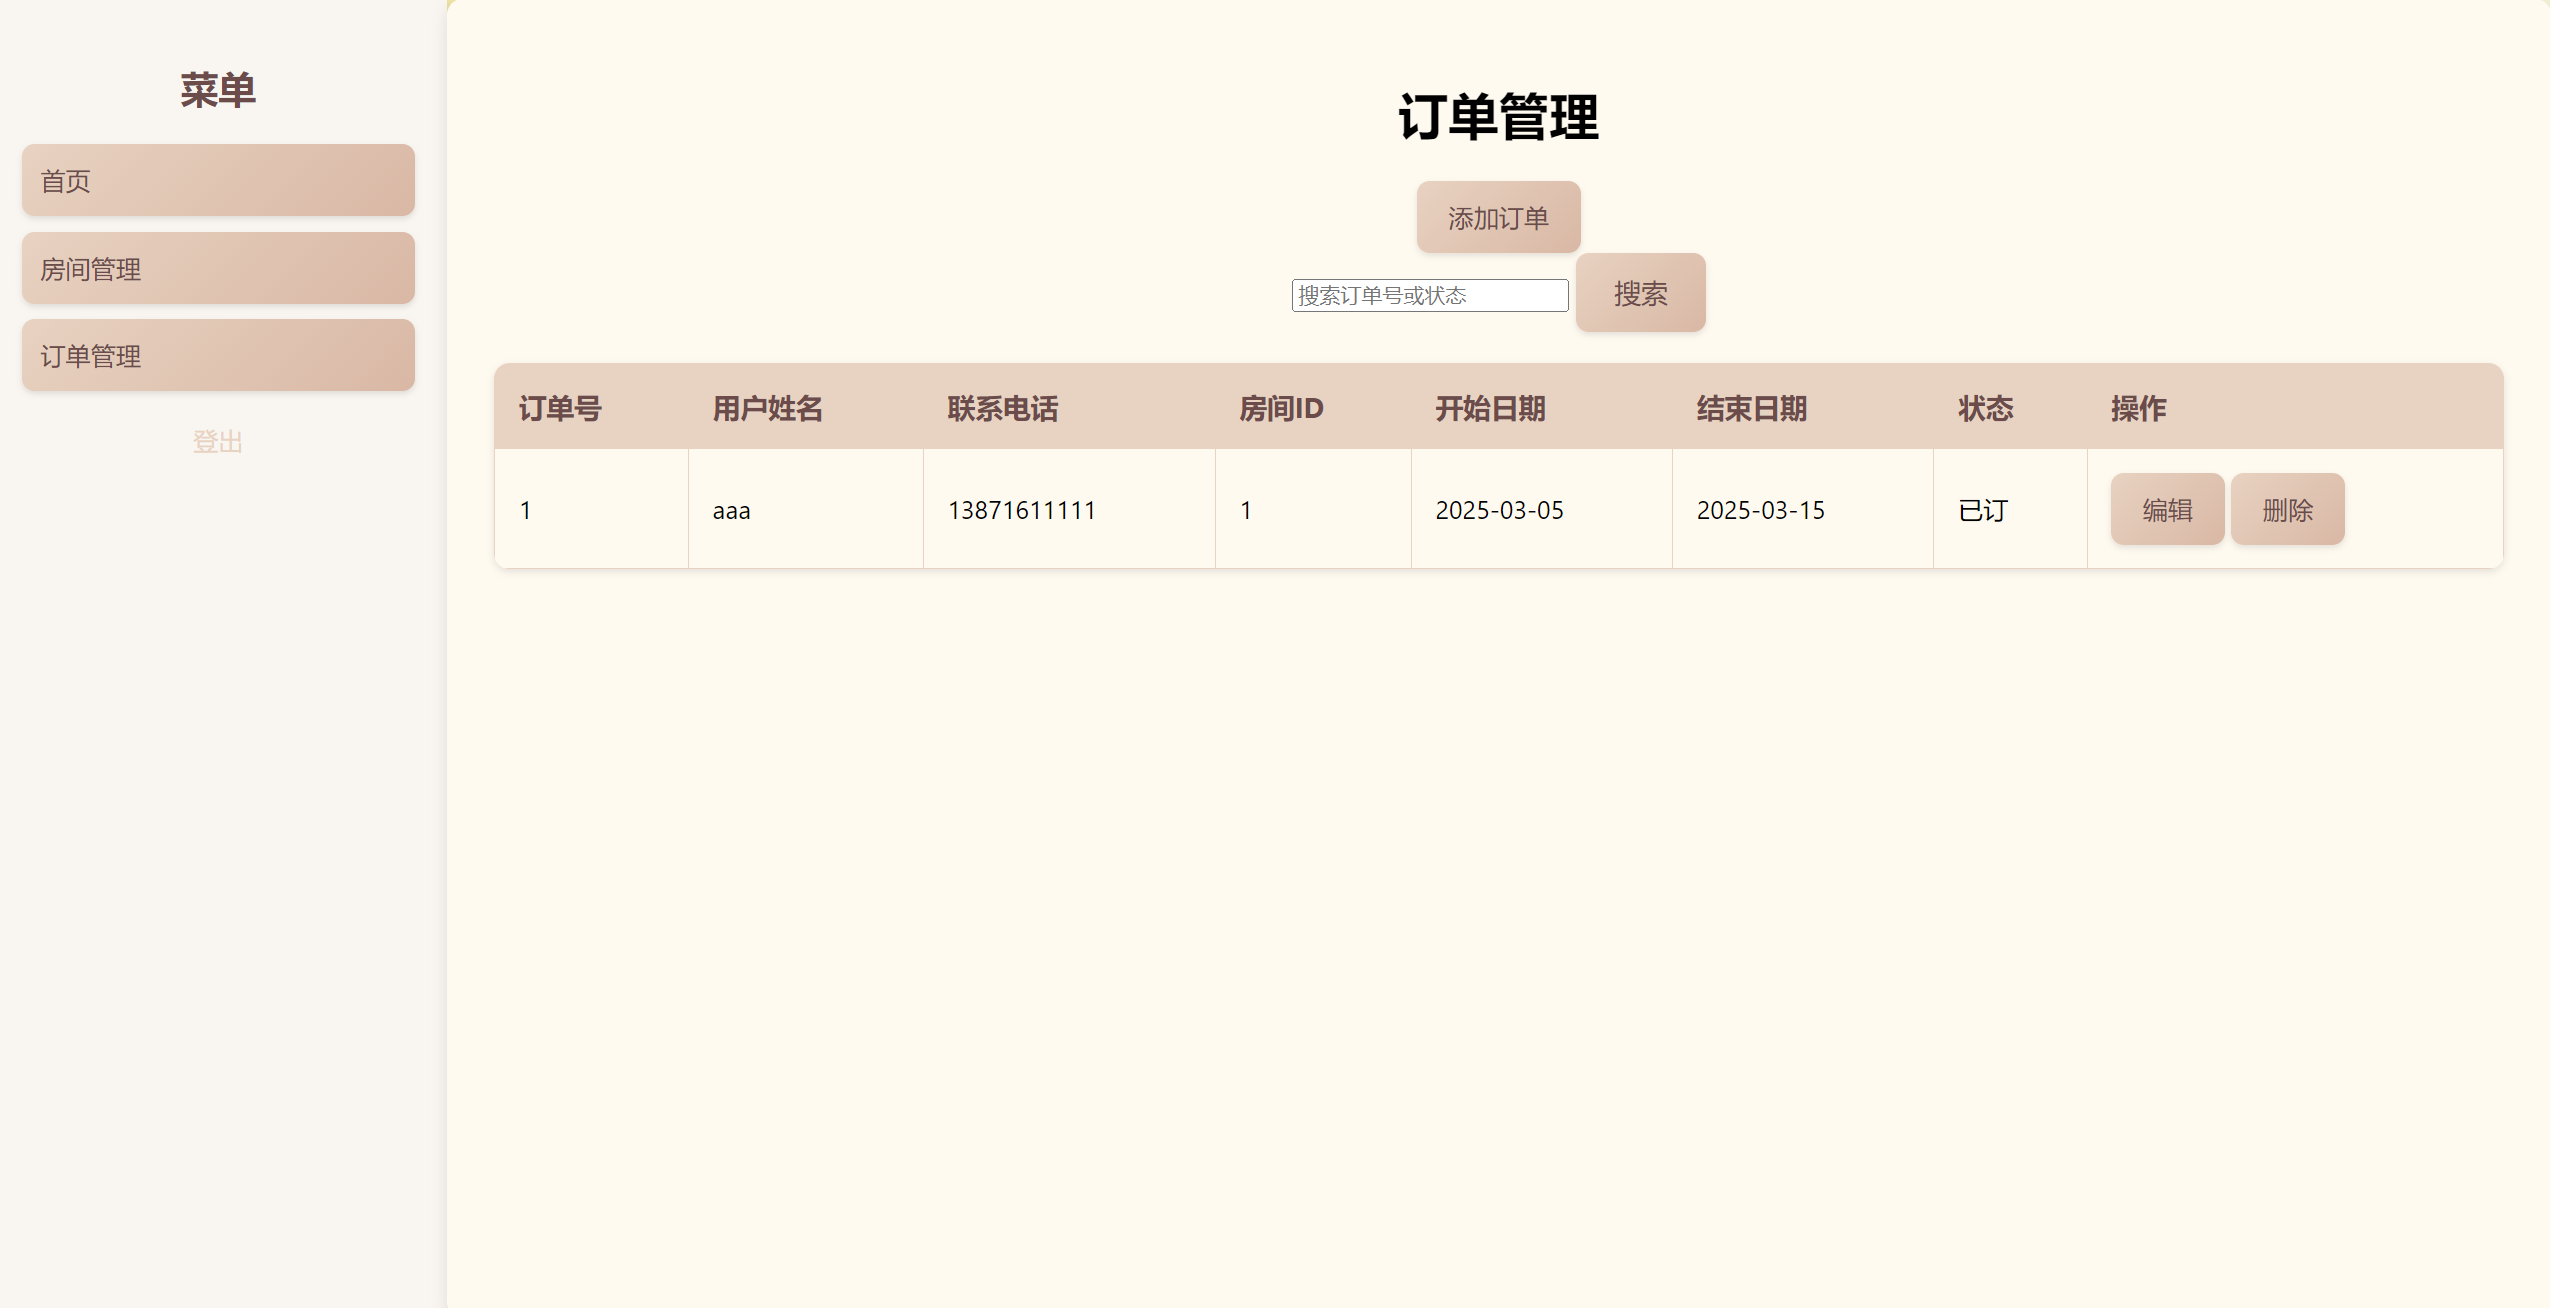 菜单
首页
房间管理
订单管理
登出
订单管理
添加订单
搜索订单号或状态 搜索
订单号 用户姓名 联系电话 房间ID 开始日期 结束日期 状态 操作
1 aaa 13871611111 1 2025-03-05 2025-03-15 已订 编辑 删除